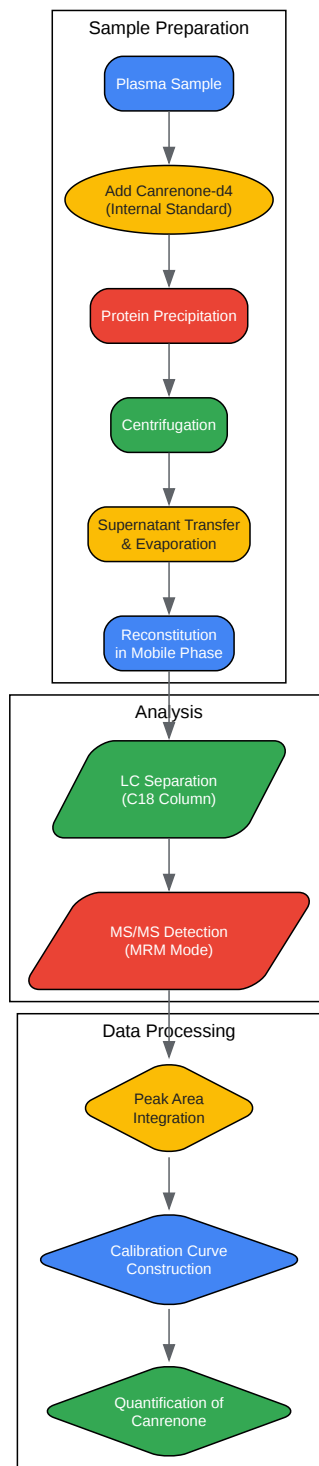 Sample Preparation
Plasma Sample
Add Canrenone-d4
(Internal Standard)
Protein Precipitation
Centrifugation
Supernatant Transfer
& Evaporation
Reconstitution
in Mobile Phase
Analysis
LC Separation
(C18 Column)
MS/MS Detection
(MRM Mode)
Data Processing
Peak Area
Integration
Calibration Curve
Construction
Quantification of
Canrenone